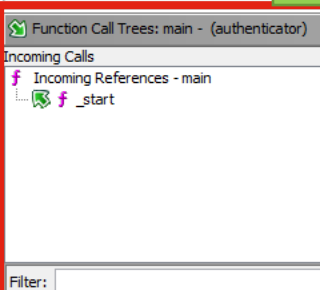 Function Call Trees: main - (authenticator)
Incoming Calls
f Incoming References - main
f _start
Filter: